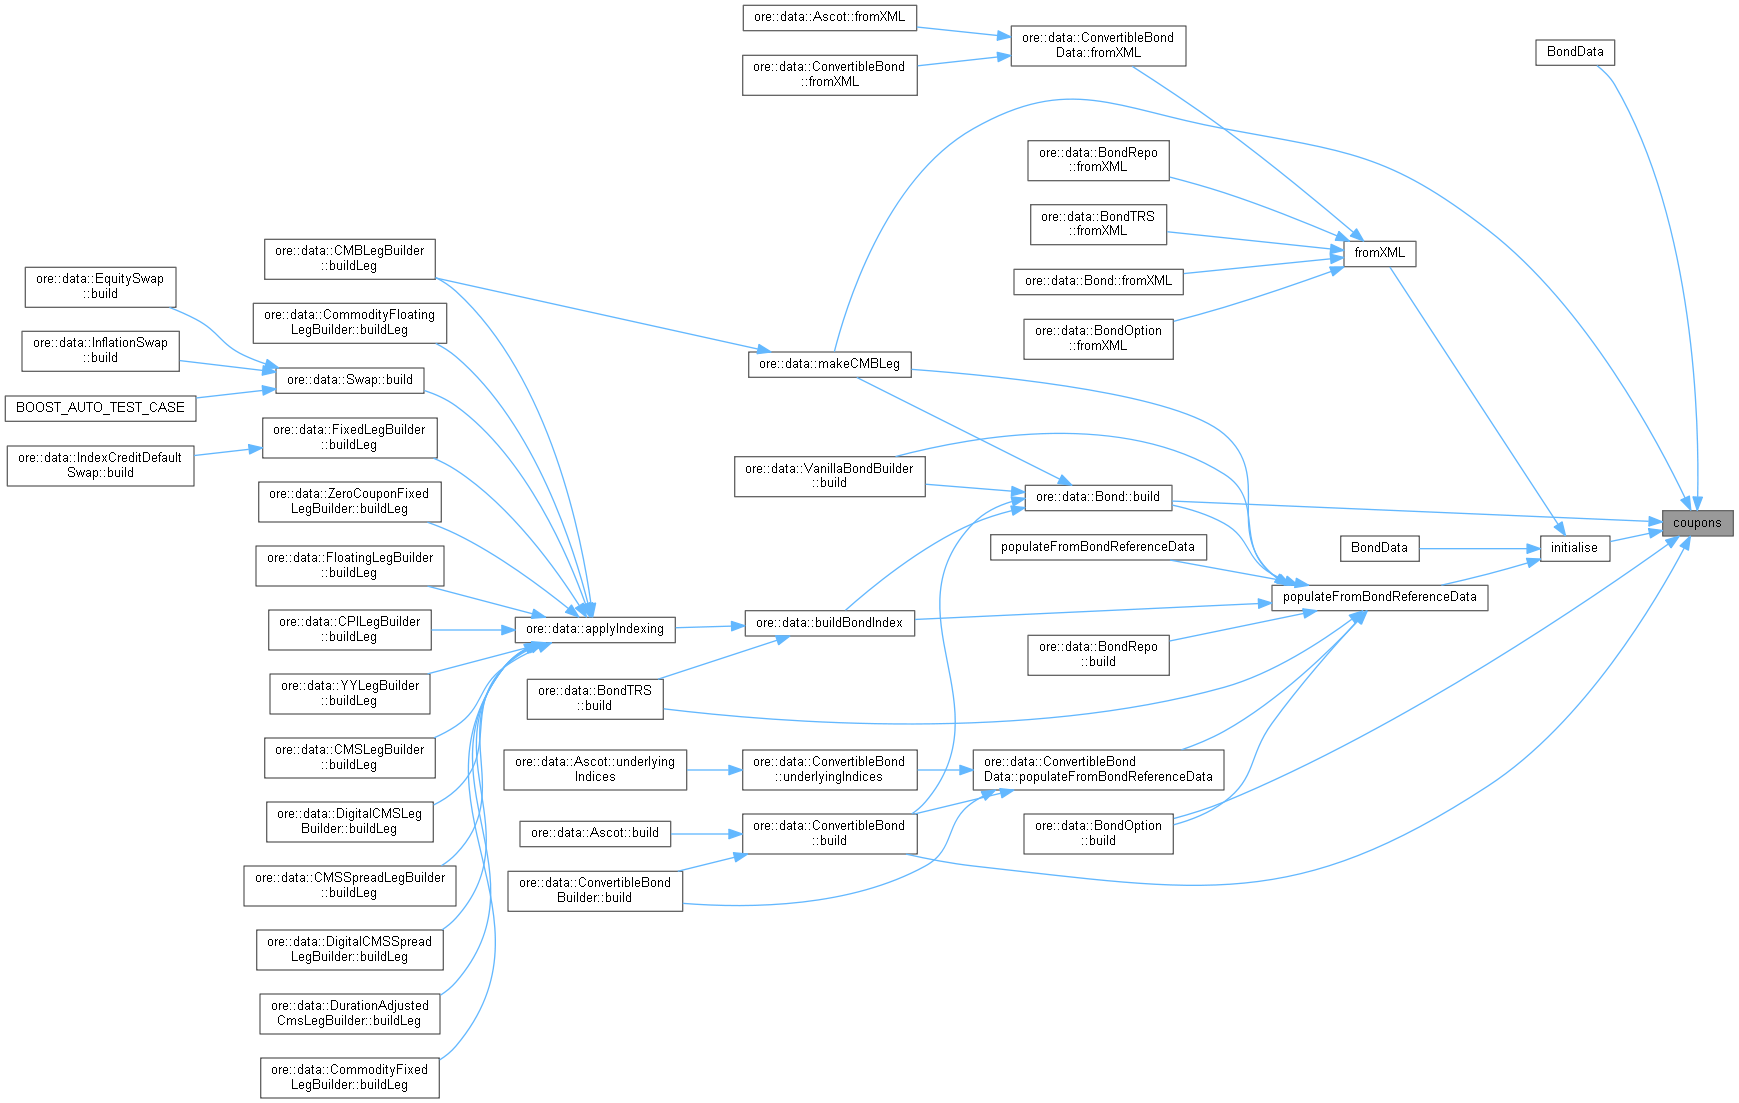 ore::data::Ascot::fromXML
ore::data::ConvertibleBond
Data::fromXML
BondData
ore::data::ConvertibleBond
::fromXML
ore::data::BondRepo
::fromXML
ore::data::BondTRS
::fromXML
fromXML
ore::data::Bond::fromXML
ore::data::BondOption
::fromXML
ore::data::CMBLegBuilder
::buildLeg
ore::data::EquitySwap
::build
ore::data::CommodityFloating
LegBuilder::buildLeg
ore::data::InflationSwap
::build
ore::data::makeCMBLeg
ore::data::Swap::build
BOOST_AUTO_TEST_CASE
ore::data::FixedLegBuilder
::buildLeg
ore::data::IndexCreditDefault
Swap::build
ore::data::VanillaBondBuilder
::build
ore::data::Bond::build
ore::data::ZeroCouponFixed
LegBuilder::buildLeg
coupons
populateFromBondReferenceData
BondData
initialise
ore::data::FloatingLegBuilder
::buildLeg
populateFromBondReferenceData
ore::data::CPILegBuilder
::buildLeg
ore::data::applyIndexing
ore::data::buildBondIndex
ore::data::BondRepo
::build
ore::data::YYLegBuilder
::buildLeg
ore::data::BondTRS
::build
ore::data::CMSLegBuilder
::buildLeg
ore::data::Ascot::underlying
Indices
ore::data::ConvertibleBond
::underlyingIndices
ore::data::ConvertibleBond
Data::populateFromBondReferenceData
ore::data::DigitalCMSLeg
Builder::buildLeg
ore::data::Ascot::build
ore::data::ConvertibleBond
::build
ore::data::BondOption
::build
ore::data::CMSSpreadLegBuilder
::buildLeg
ore::data::ConvertibleBond
Builder::build
ore::data::DigitalCMSSpread
LegBuilder::buildLeg
ore::data::DurationAdjusted
CmsLegBuilder::buildLeg
ore::data::CommodityFixed
LegBuilder::buildLeg